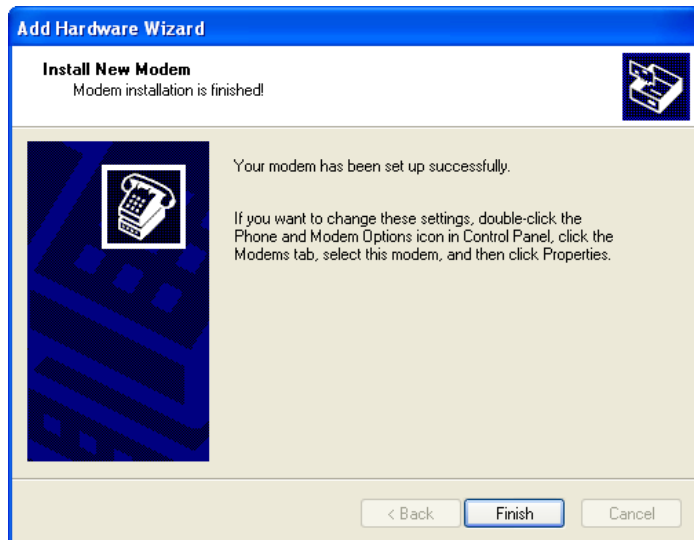 Add Hardware Wizard
Install New Modem
Modem installation is finished!
Your modem has been set up successfully.
If you want to change these settings, double-click the
Phone and Modem Options icon in Control Panel, click the
Modems tab, select this modem, and then click Properties.
< Back Finish Cancel